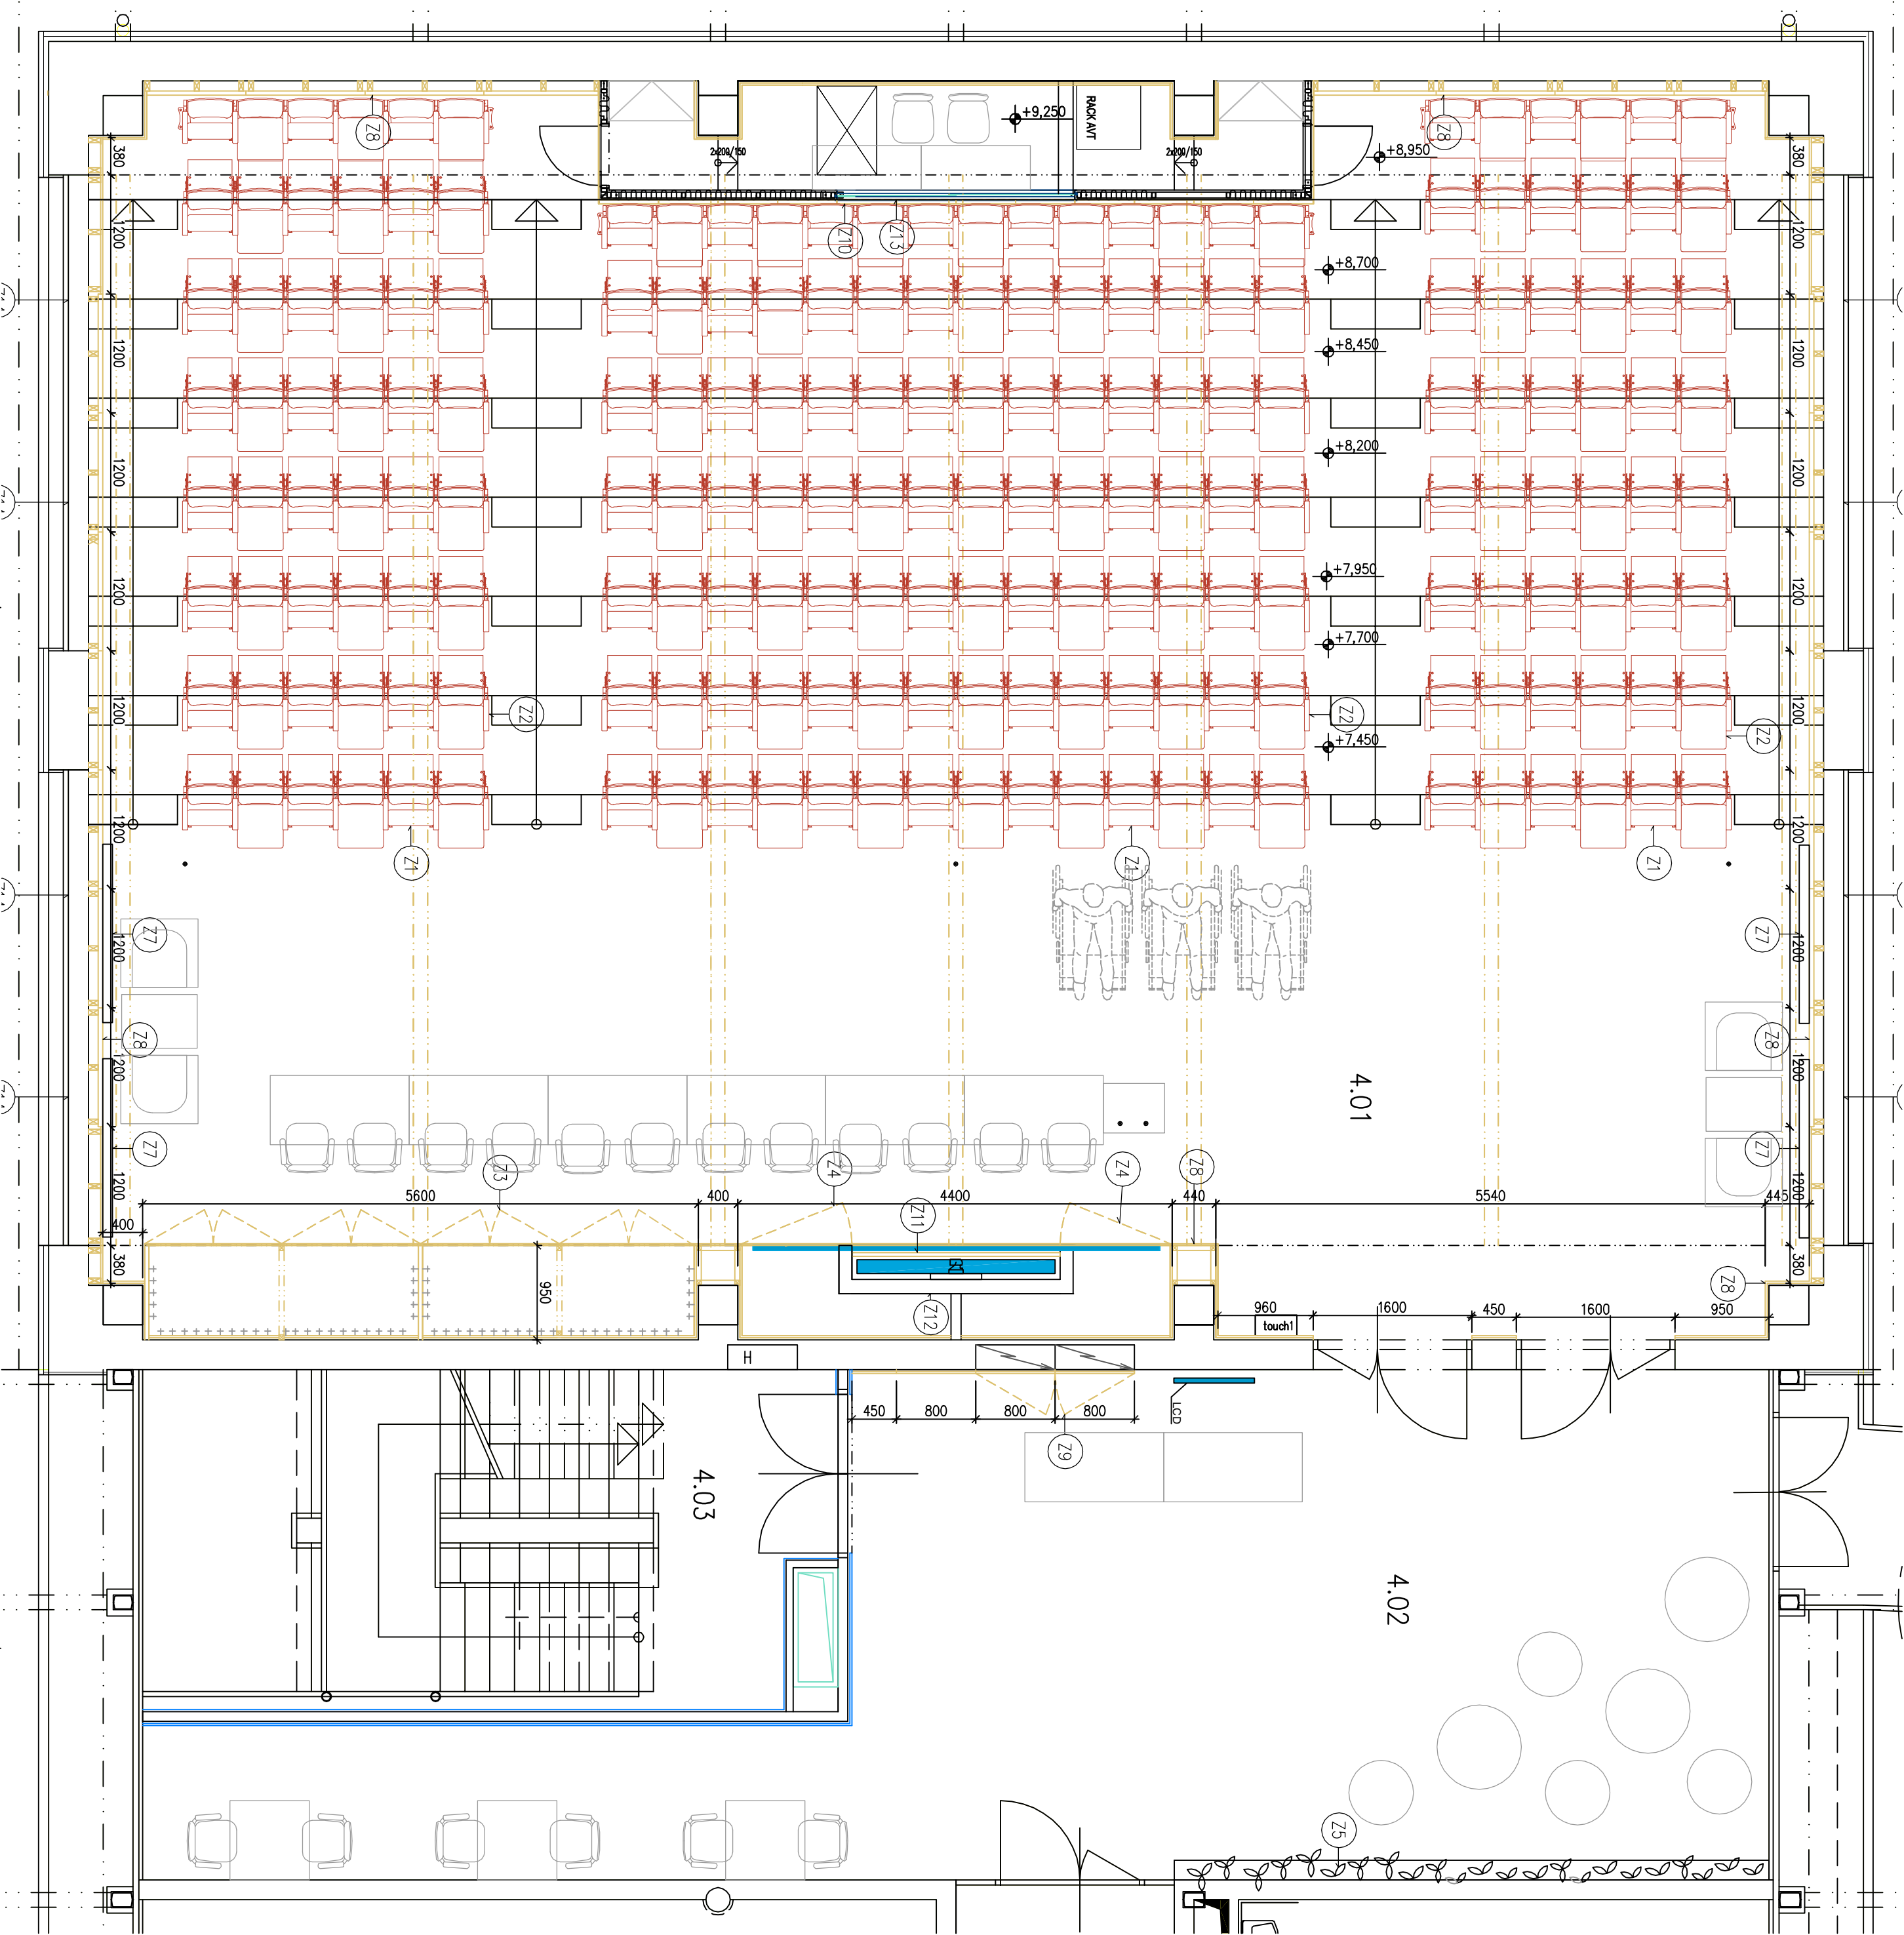 +9,250
RACK AVT
Z8
Z8
380
2x200/150
2x200/150
+8,950
380
1200
Z10
Z13
1200
+8,700
1200
+8,450
1200
1200
+8,200
1200
1200
+7,950
1200
+7,700
1200
Z2
Z2
1200
Z2
+7,450
1200
1200
Z1
Z1
Z1
Z7
1200
1200
Z7
Z8
Z8
1200
1200
4.01
Z7
Z7
1200
Z3
Z4
Z4
Z8
1200
5600
400
4400
440
5540
445
400
Z11
380
380
950
Z8
Z12
960
touch1
1600
450
1600
950
H
450
800
800
800
LCD
Z9
4.03
4.02
Z5